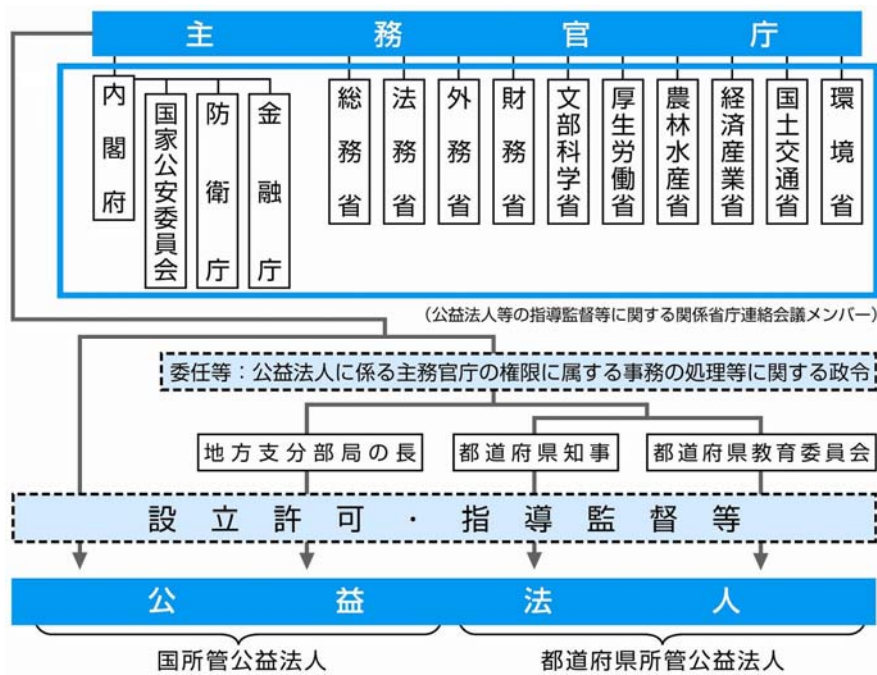 主務官庁
内閣府
国家公安委員会
防衛庁
金融庁
総務省
法務省
外務省
財務省
文部科学省
厚生労働省
農林水産省
経済産業省
国土交通省
環境省
(公益法人等の指導監督等に関する関係省庁連絡会議メンバー)
委任等:公益法人に係る主務官庁の権限に属する事務の処理等に関する政令
地方支分部局の長
都道府県知事
都道府県教育委員会
設立許可・指導監督等
公益法人
国所管公益法人
都道府県所管公益法人